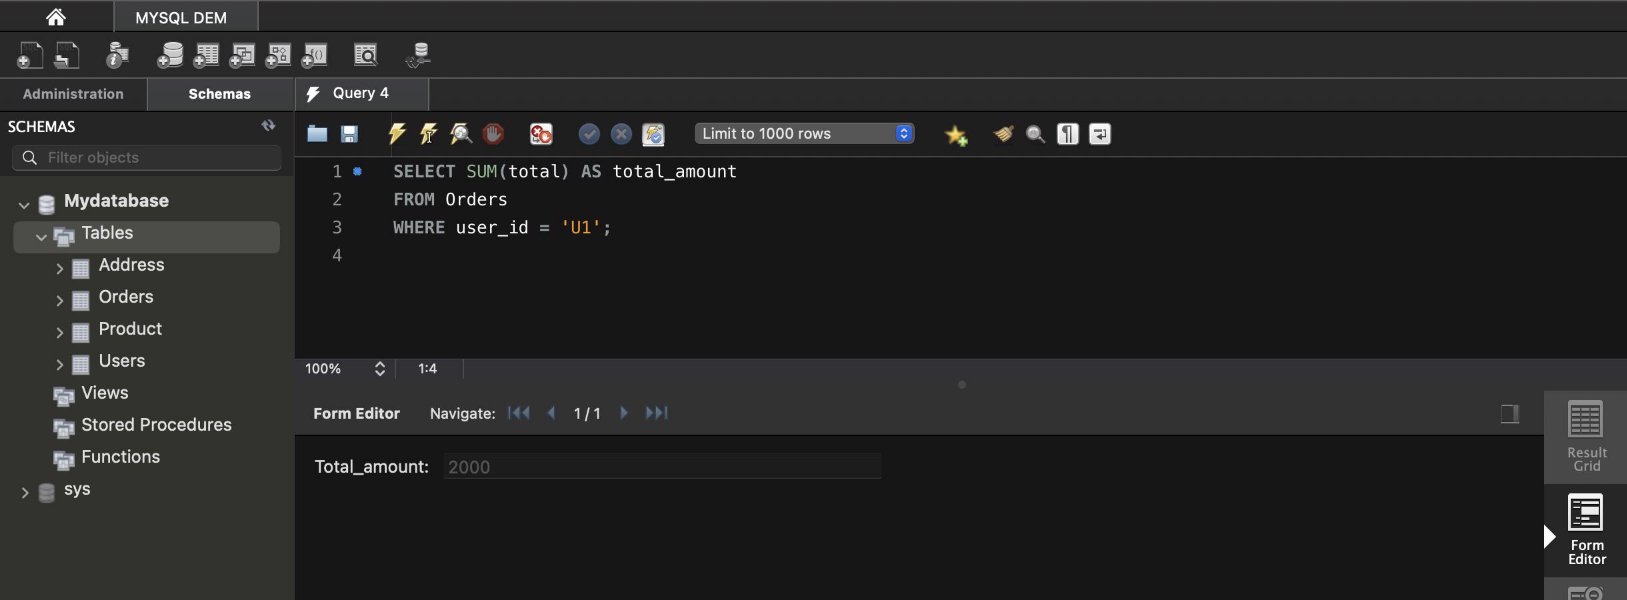 MYSQL DEM
Administration
Schemas
Query 4
SCHEMAS
Filter objects
Limit to 1000 rows
1 SELECT SUM(total) AS total_amount
2 FROM Orders
3 WHERE user_id = 'U1';
4
Mydatabase
Tables
Address
Orders
Product
Users
Views
Stored Procedures
Functions
sys
100%
1:4
Form Editor Navigate: 1 / 1
Total_amount: 2000
Result
Grid
Form
Editor